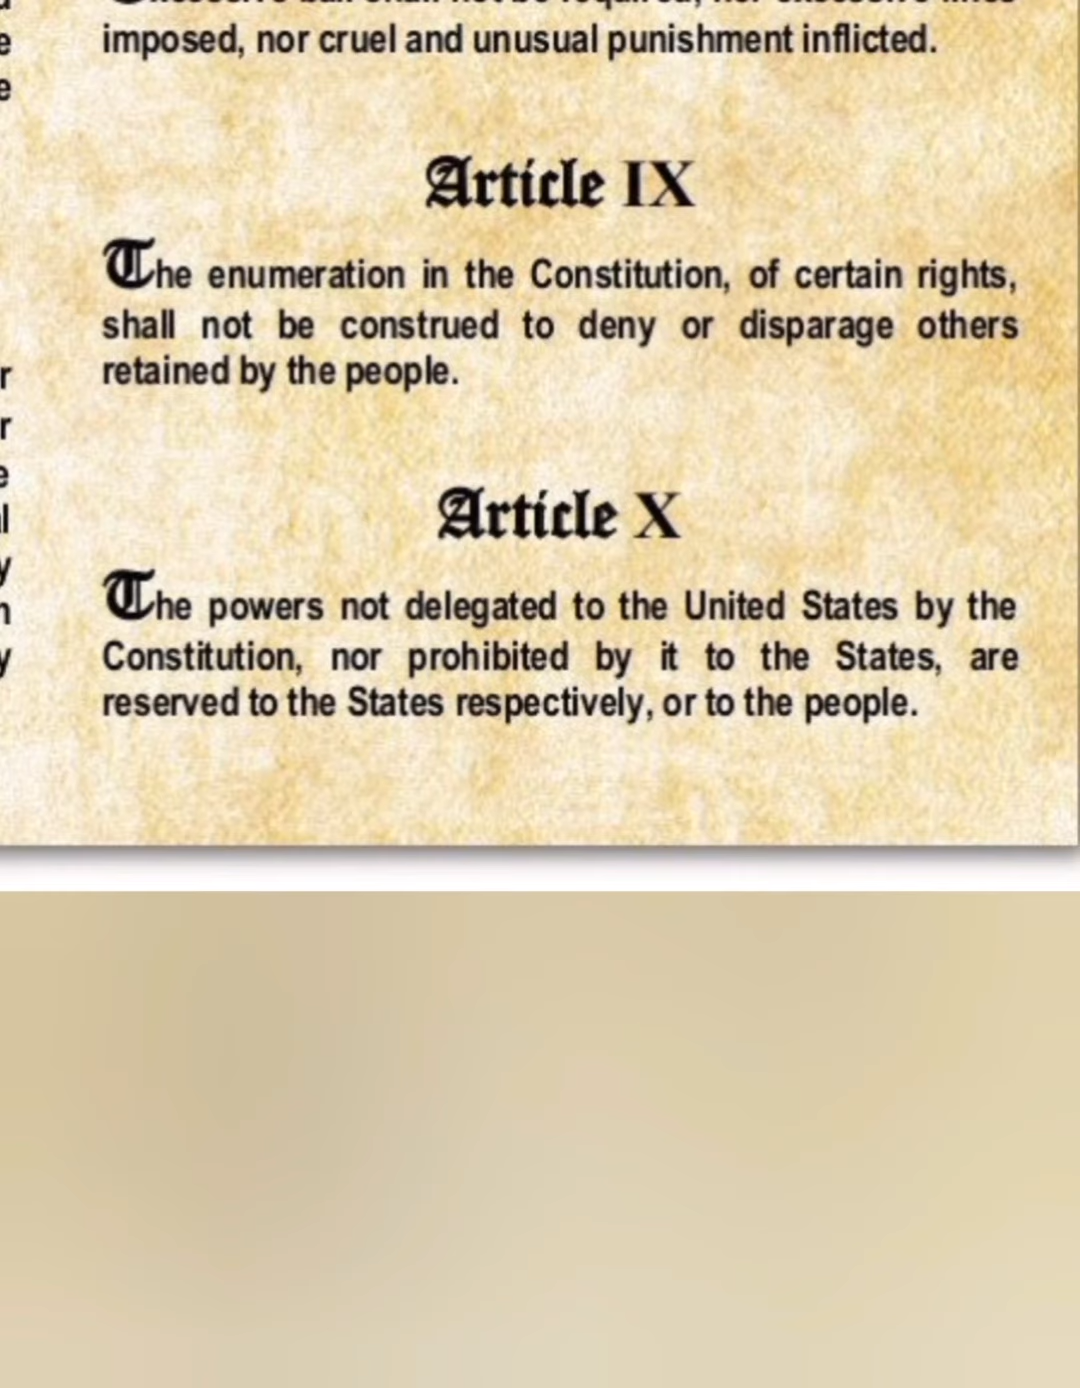 imposed, nor cruel and unusual punishment inflicted.
Article IX
The enumeration in the Constitution, of certain rights,
shall not be construed to deny or disparage others
retained by the people.
Article X
The powers not delegated to the United States by the
Constitution, nor prohibited by it to the States, are
reserved to the States respectively, or to the people.